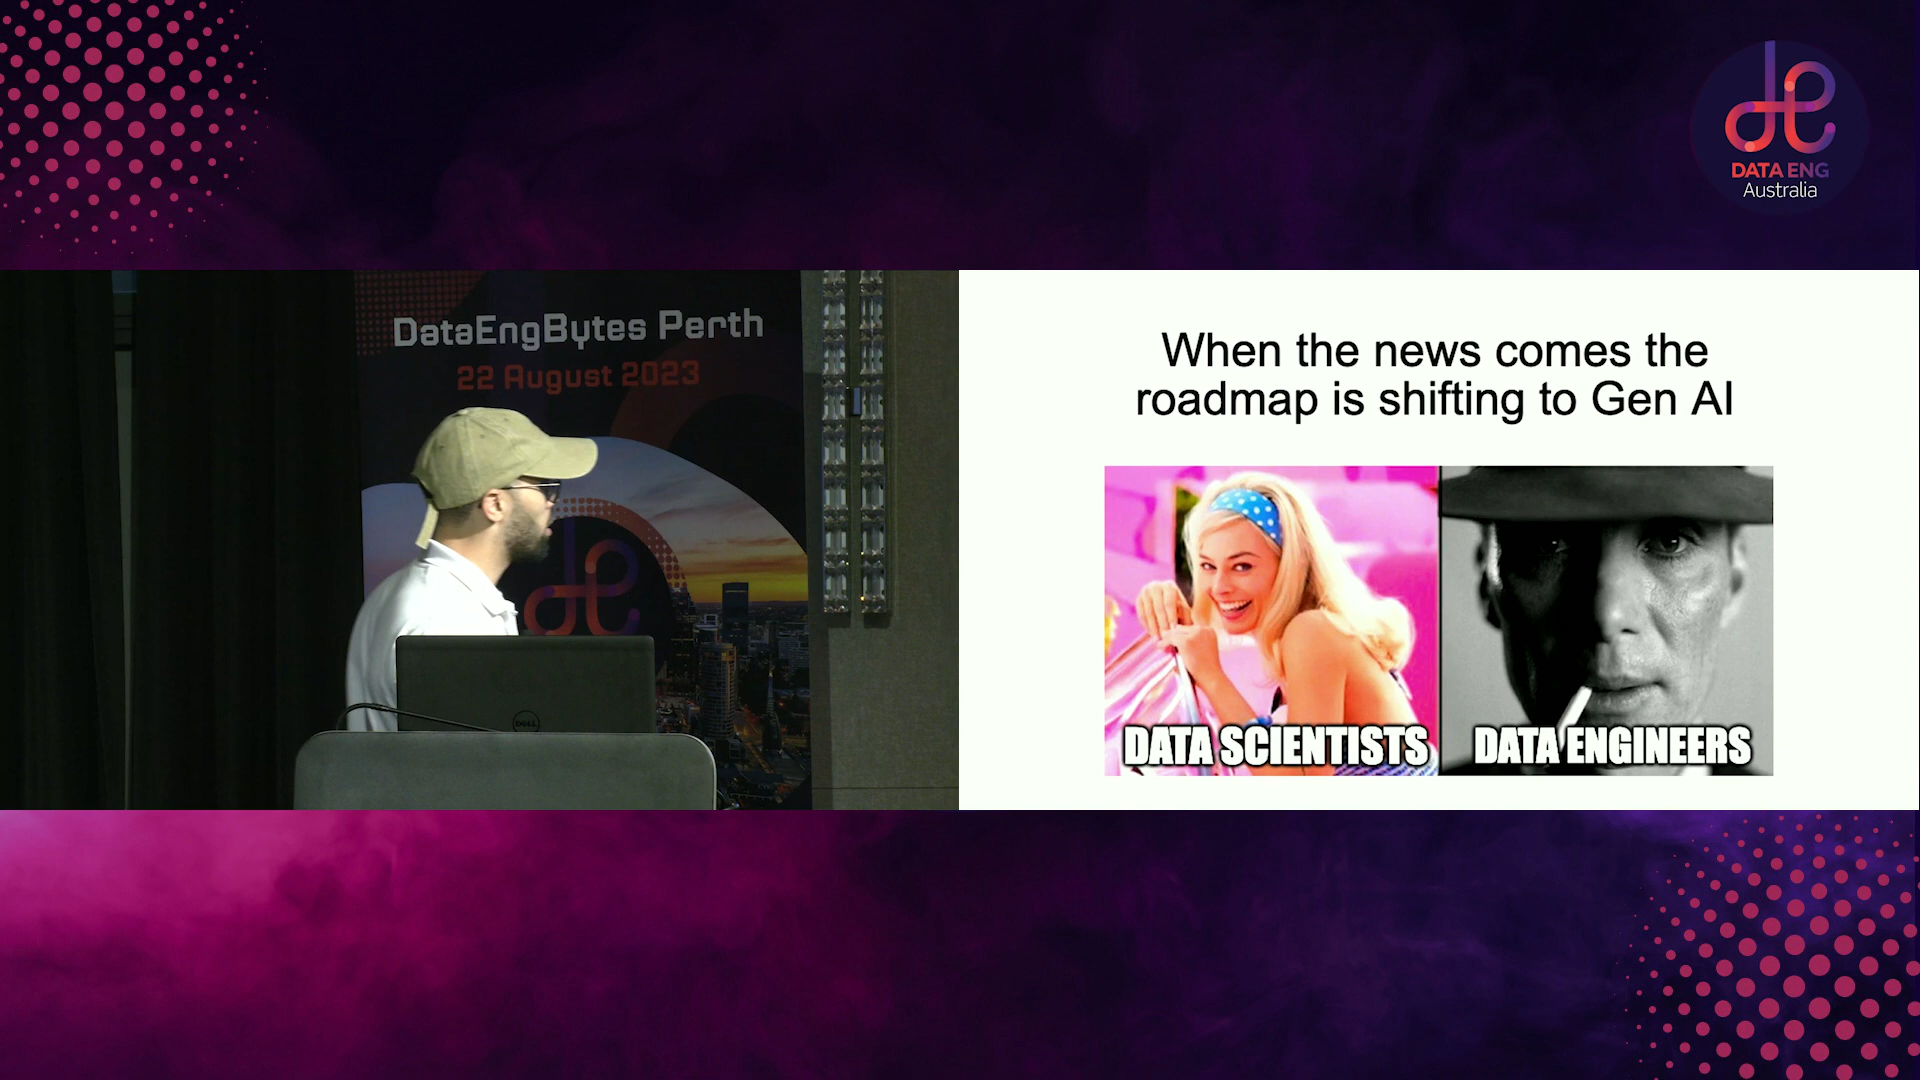 DATA ENG
Australia
DataEngBytes Perth
22 August 2023
DELL
When the news comes the
roadmap is shifting to Gen AI
DATA SCIENTISTS
DATA ENGINEERS